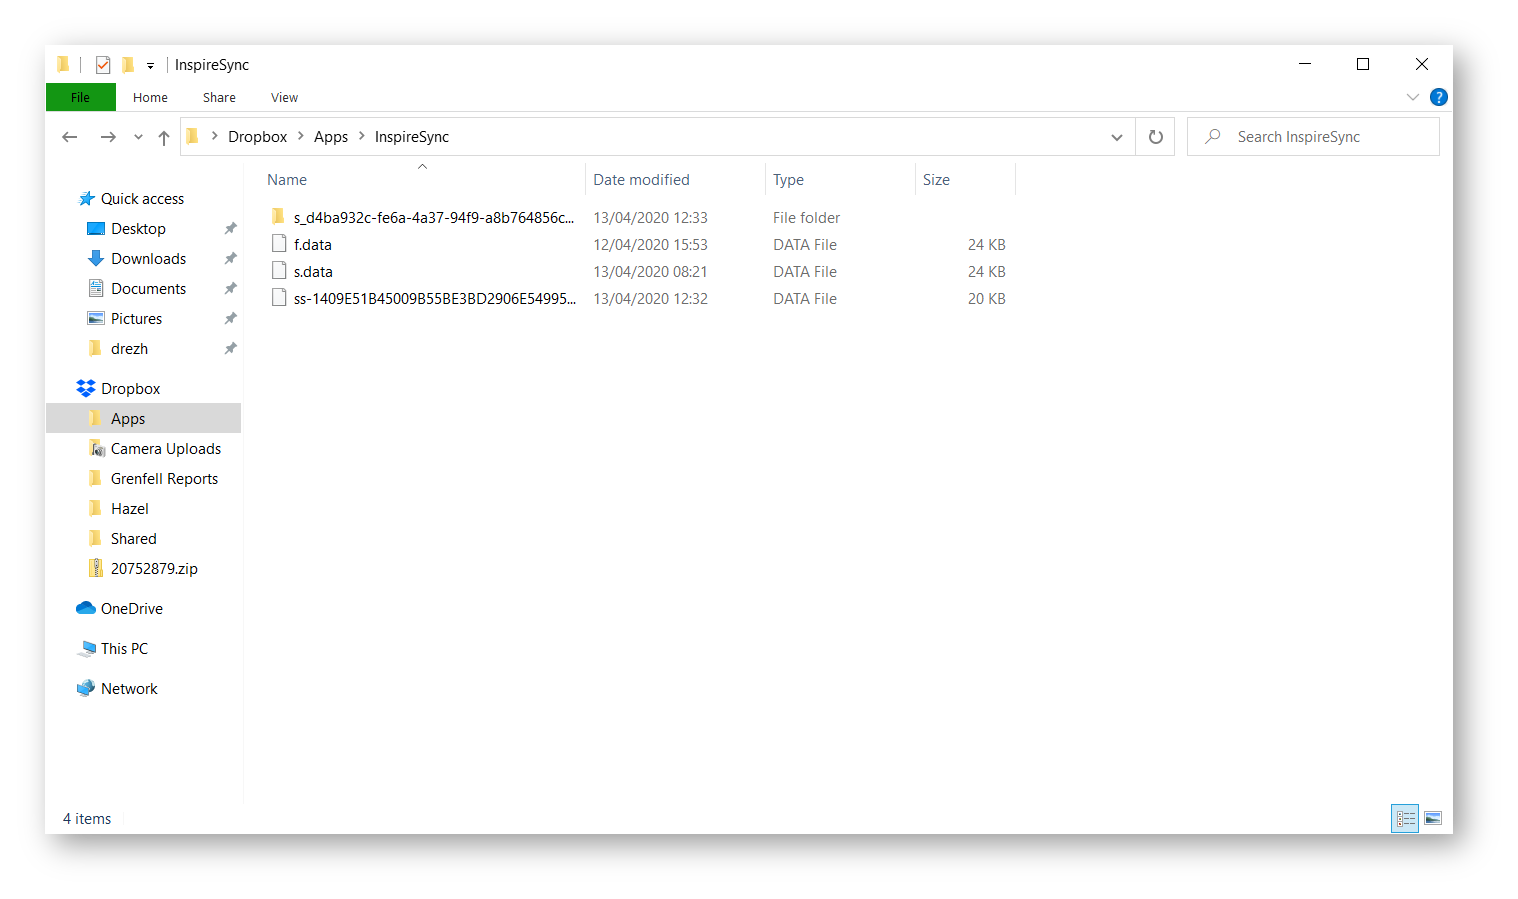 InspireSync
File Home Share View
Dropbox Apps InspireSync
Search InspireSync
Name Date modified Type Size
Quick access
Desktop
Downloads
Documents
Pictures
drezh
Dropbox
Apps
Camera Uploads
Grenfell Reports
Hazel
Shared
20752879.zip
OneDrive
This PC
Network
s_d4ba932c-fe6a-4a37-94f9-a8b764856c... 13/04/2020 12:33 File folder
f.data 12/04/2020 15:53 DATA File 24 KB
s.data 13/04/2020 08:21 DATA File 24 KB
ss-1409E51B45009B55BE3BD2906E54995... 13/04/2020 12:32 DATA File 20 KB
4 items